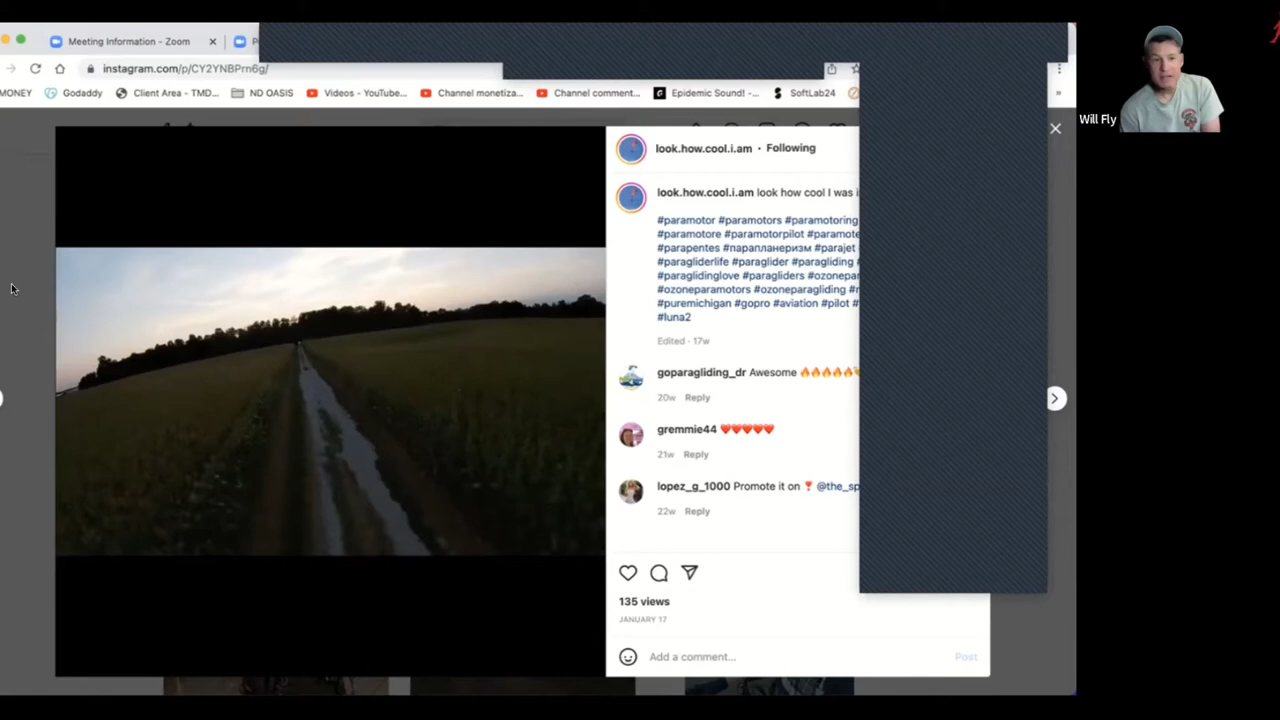 Meeting Information - Zoom
instagram.com/p/CY2YNBPrn6g/
MONEY Godaddy Client Area - TMD... ND OASIS Videos - YouTube... Channel monetiza... Channel comment... Epidemic Sound! -... SoftLab24 »
Will Fly
look.how.cool.i.am • Following
look.how.cool.i.am look how cool I was i
#paramotor #paramotors #paramotoring
#paramotore #paramotorpilot #paramote
#parapentes #парапланеризм #parajet
#paragliderlife #paraglider #paragliding #
#paraglidinglove #paragliders #ozonepar
#ozoneparamotors #ozoneparagliding #
#puremichigan #gopro #aviation #pilot #
#luna2
Edited · 17w
goparagliding_dr Awesome 🔥🔥🔥🔥🔥
20w Reply
gremmie44 ❤️❤️❤️❤️❤️
21w Reply
lopez_g_1000 Promote it on ❣️ @the_sp
22w Reply
135 views
JANUARY 17
Add a comment...
Post